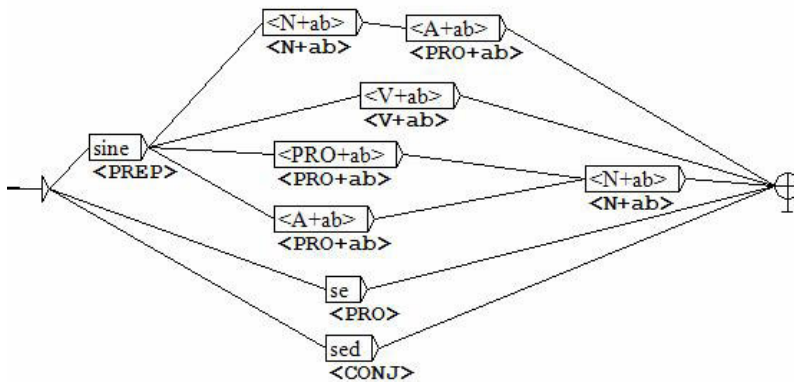 <N+ab>
<N+ab>
<A+ab>
<PRO+ab>
<V+ab>
<V+ab>
sine
<PREP>
<PRO+ab>
<PRO+ab>
<N+ab>
<N+ab>
<A+ab>
<PRO+ab>
se
<PRO>
sed
<CONJ>